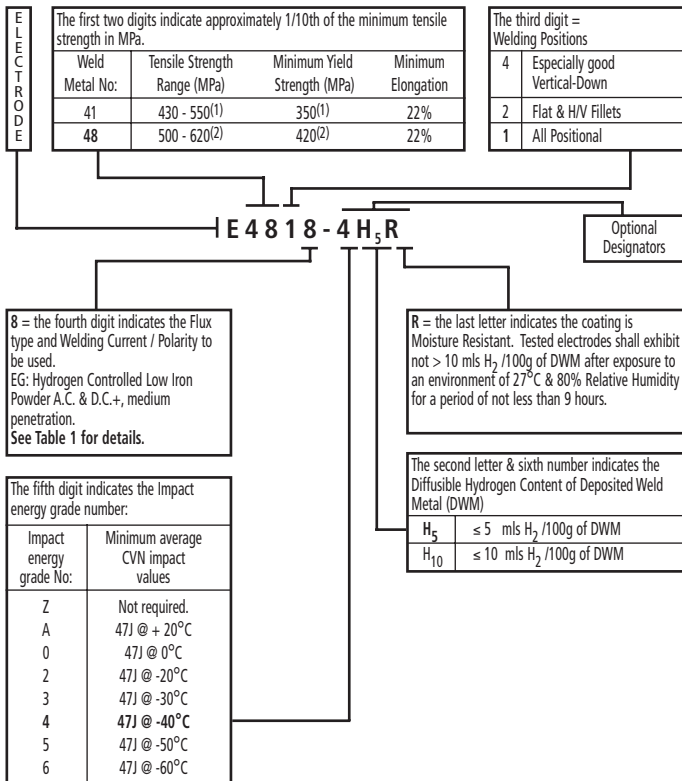 ELECTRODE
The first two digits indicate approximately 1/10th of the minimum tensile
strength in MPa.
Weld Metal No: Tensile Strength Range (MPa) Minimum Yield Strength (MPa) Minimum Elongation
41 430 - 550(1) 350(1) 22%
48 500 - 620(2) 420(2) 22%
The third digit =
Welding Positions
4 Especially good
Vertical-Down
2 Flat & H/V Fillets
1 All Positional
E4818-4H5R
Optional
Designators
8 = the fourth digit indicates the Flux
type and Welding Current / Polarity to
be used.
EG: Hydrogen Controlled Low Iron
Powder A.C. & D.C.+, medium
penetration.
See Table 1 for details.
R = the last letter indicates the coating is
Moisture Resistant. Tested electrodes shall exhibit
not > 10 mls H2 /100g of DWM after exposure to
an environment of 27°C & 80% Relative Humidity
for a period of not less than 9 hours.
The second letter & sixth number indicates the
Diffusible Hydrogen Content of Deposited Weld
Metal (DWM)
H5 ≤ 5 mls H2 /100g of DWM
H10 ≤ 10 mls H2 /100g of DWM
The fifth digit indicates the Impact
energy grade number:
Impact energy grade No: Minimum average CVN impact values
Z Not required.
A 47J @ + 20°C
0 47J @ 0°C
2 47J @ -20°C
3 47J @ -30°C
4 47J @ -40°C
5 47J @ -50°C
6 47J @ -60°C